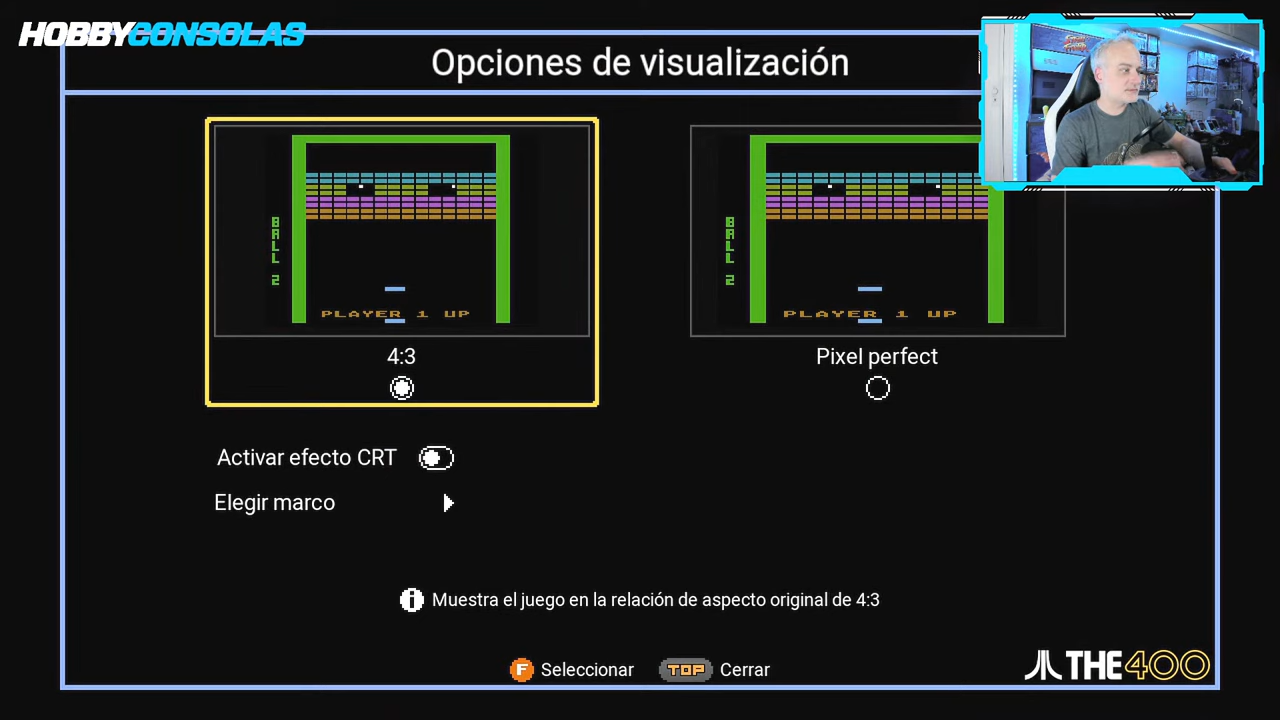 HOBBYCONSOLAS
Opciones de visualización
BALL 2
PLAYER 1 UP
BALL 2
PLAYER 1 UP
4:3
Pixel perfect
Activar efecto CRT
Elegir marco
Muestra el juego en la relación de aspecto original de 4:3
F Seleccionar TOP Cerrar
THE400